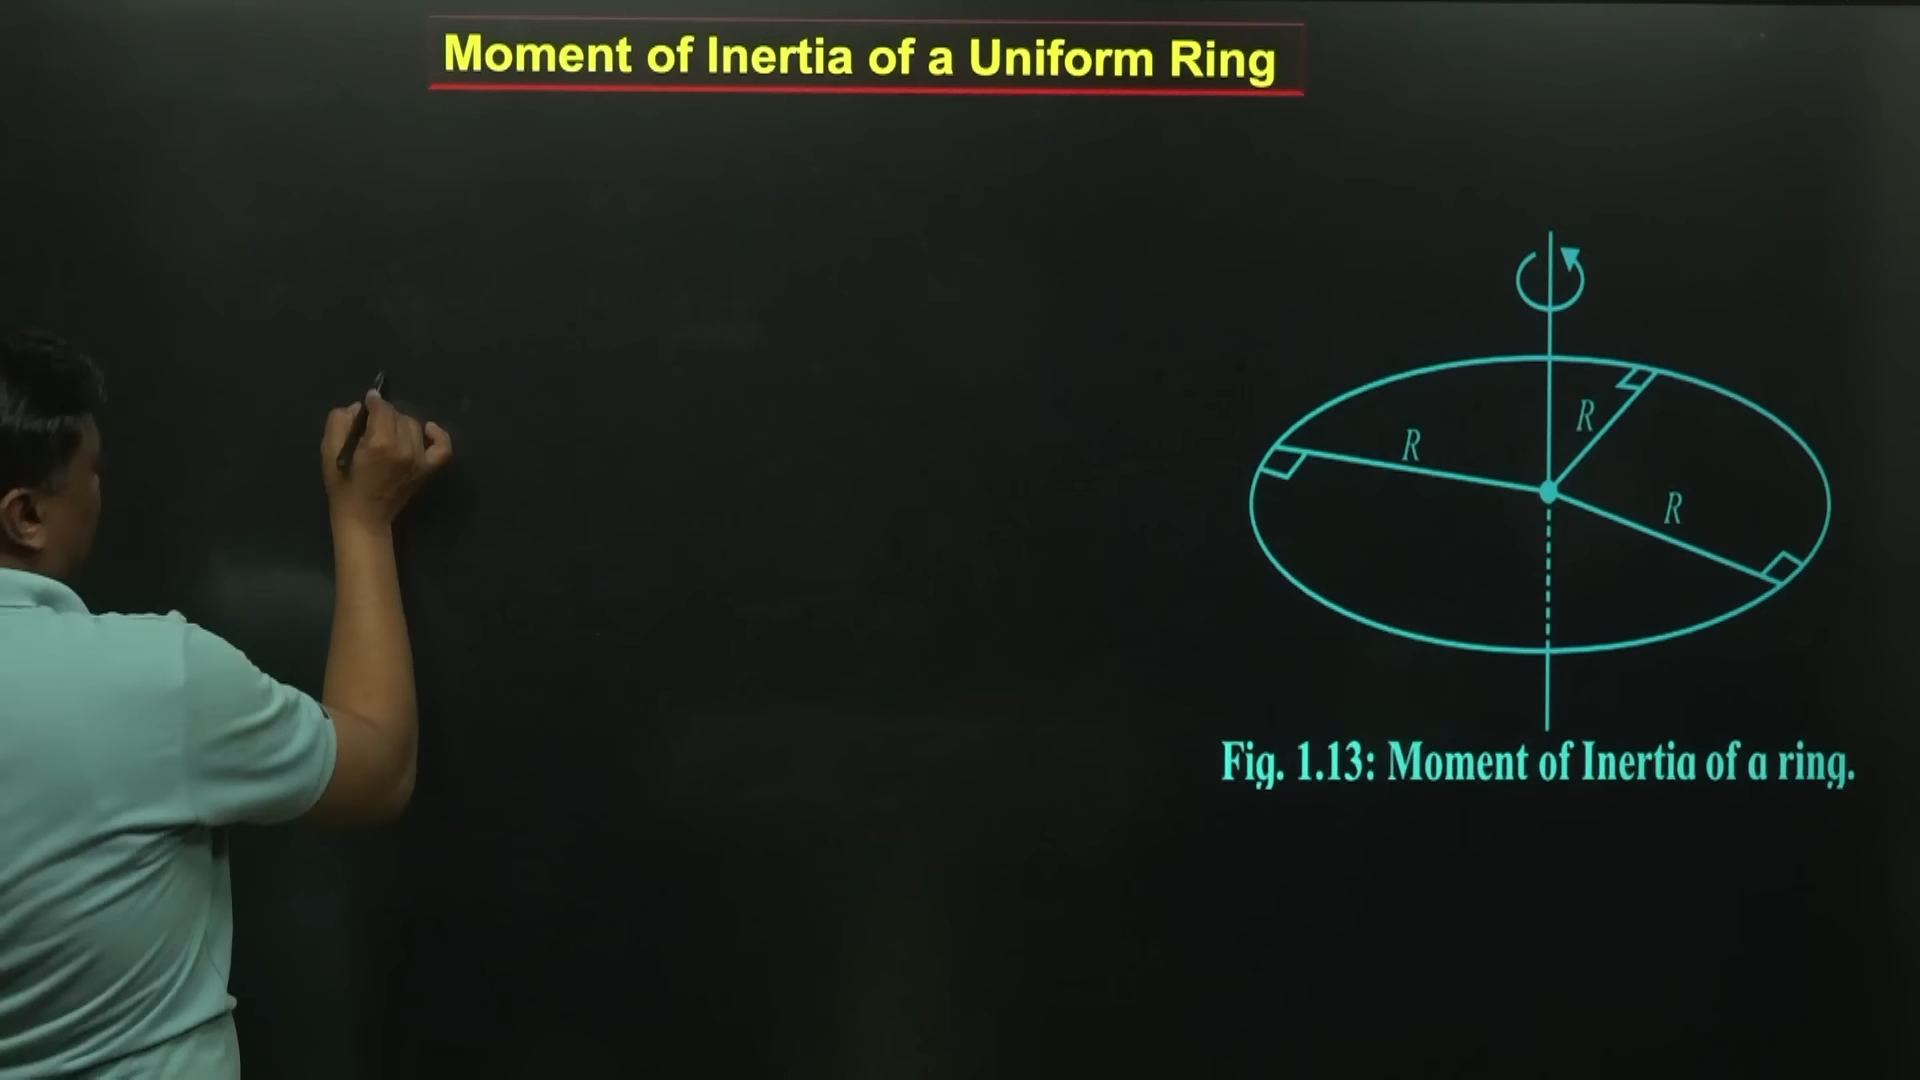 Moment of Inertia of a Uniform Ring
R
R
R
Fig. 1.13: Moment of Inertia of a ring.